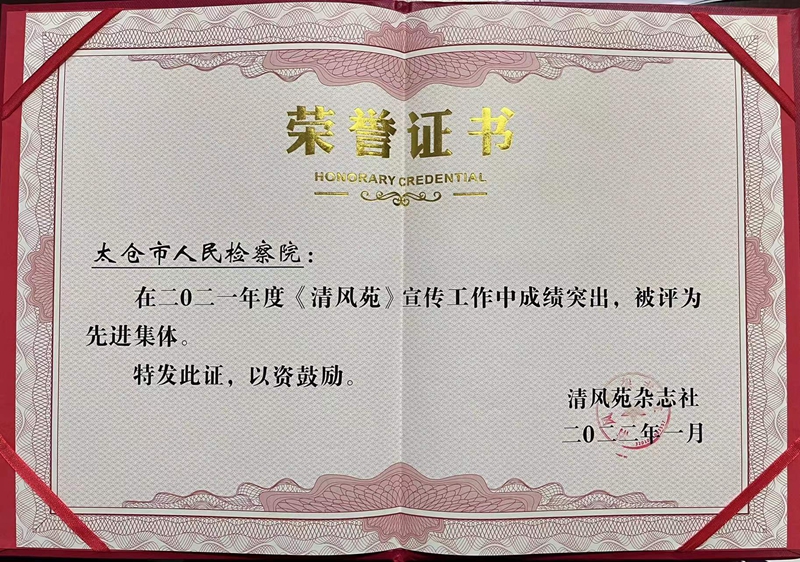 荣誉证书
HONORARY CREDENTIAL
太仓市人民检察院：
在二〇二一年度《清风苑》宣传工作中成绩突出，被评为
先进集体。
特发此证，以资鼓励。
清风苑杂志社
二〇二二年一月